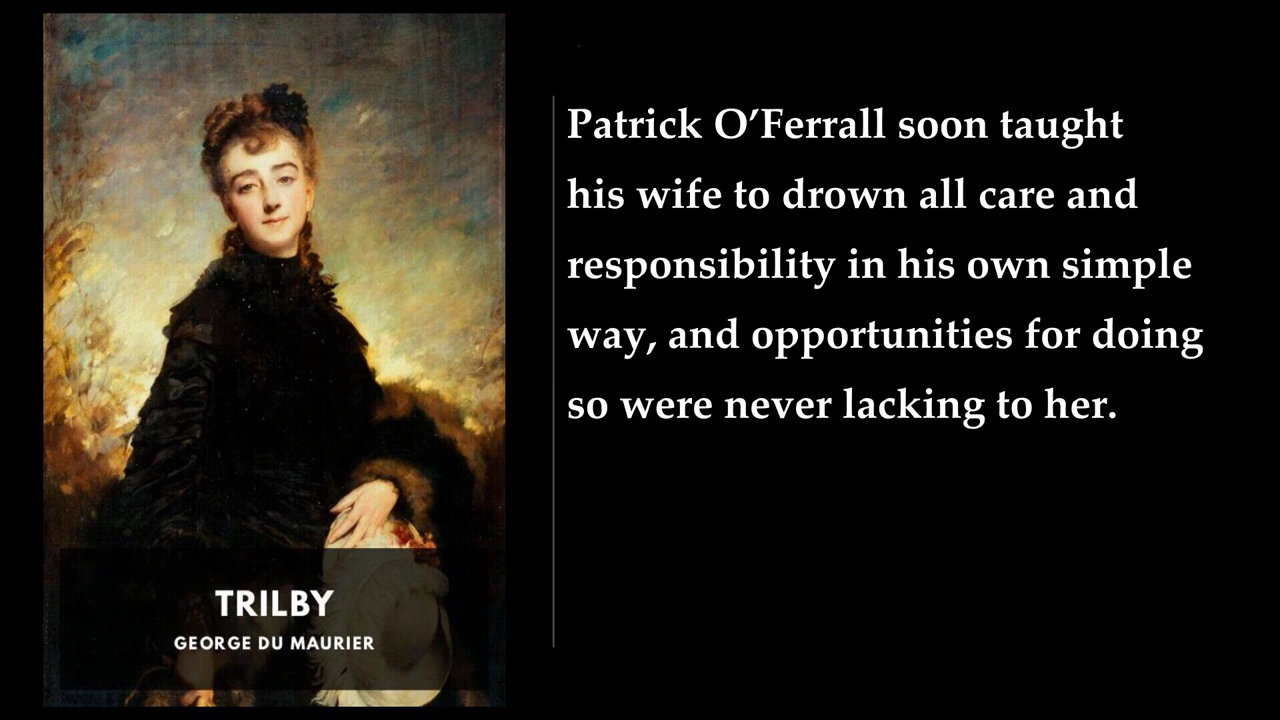 TRILBY
GEORGE DU MAURIER
Patrick O’Ferrall soon taught
his wife to drown all care and
responsibility in his own simple
way, and opportunities for doing
so were never lacking to her.